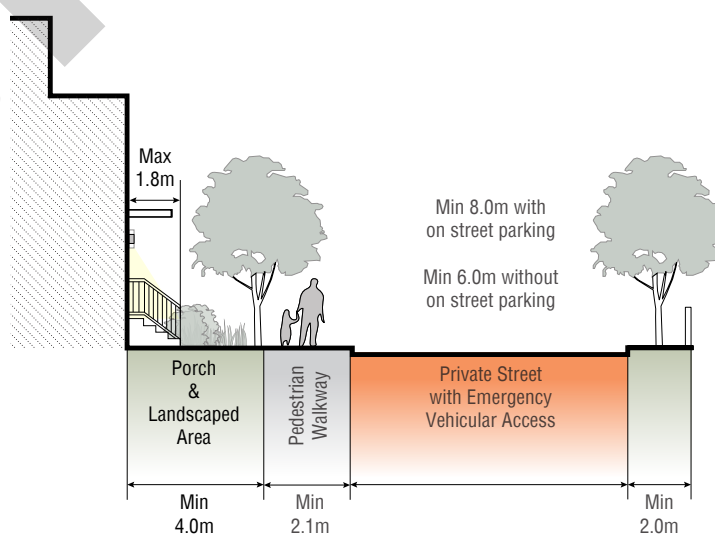 Max
1.8m
Min 8.0m with
on street parking
Min 6.0m without
on street parking
Porch
&
Landscaped
Area
Pedestrian
Walkway
Private Street
with Emergency
Vehicular Access
Min
4.0m
Min
2.1m
Min
2.0m